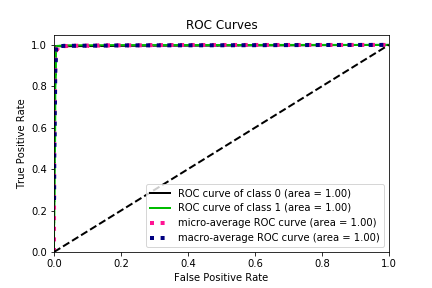 ROC Curves
True Positive Rate
1.0
0.8
0.6
0.4
0.2
0.0
ROC curve of class 0 (area = 1.00)
ROC curve of class 1 (area = 1.00)
micro-average ROC curve (area = 1.00)
macro-average ROC curve (area = 1.00)
0.0 0.2 0.4 0.6 0.8 1.0
False Positive Rate